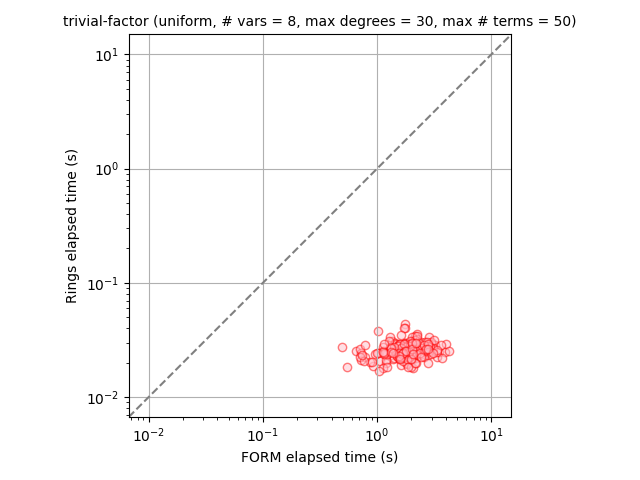 trivial-factor (uniform, # vars = 8, max degrees = 30, max # terms = 50)
10¹
10⁰
10⁻¹
10⁻²
Rings elapsed time (s)
10⁻²
10⁻¹
10⁰
10¹
FORM elapsed time (s)